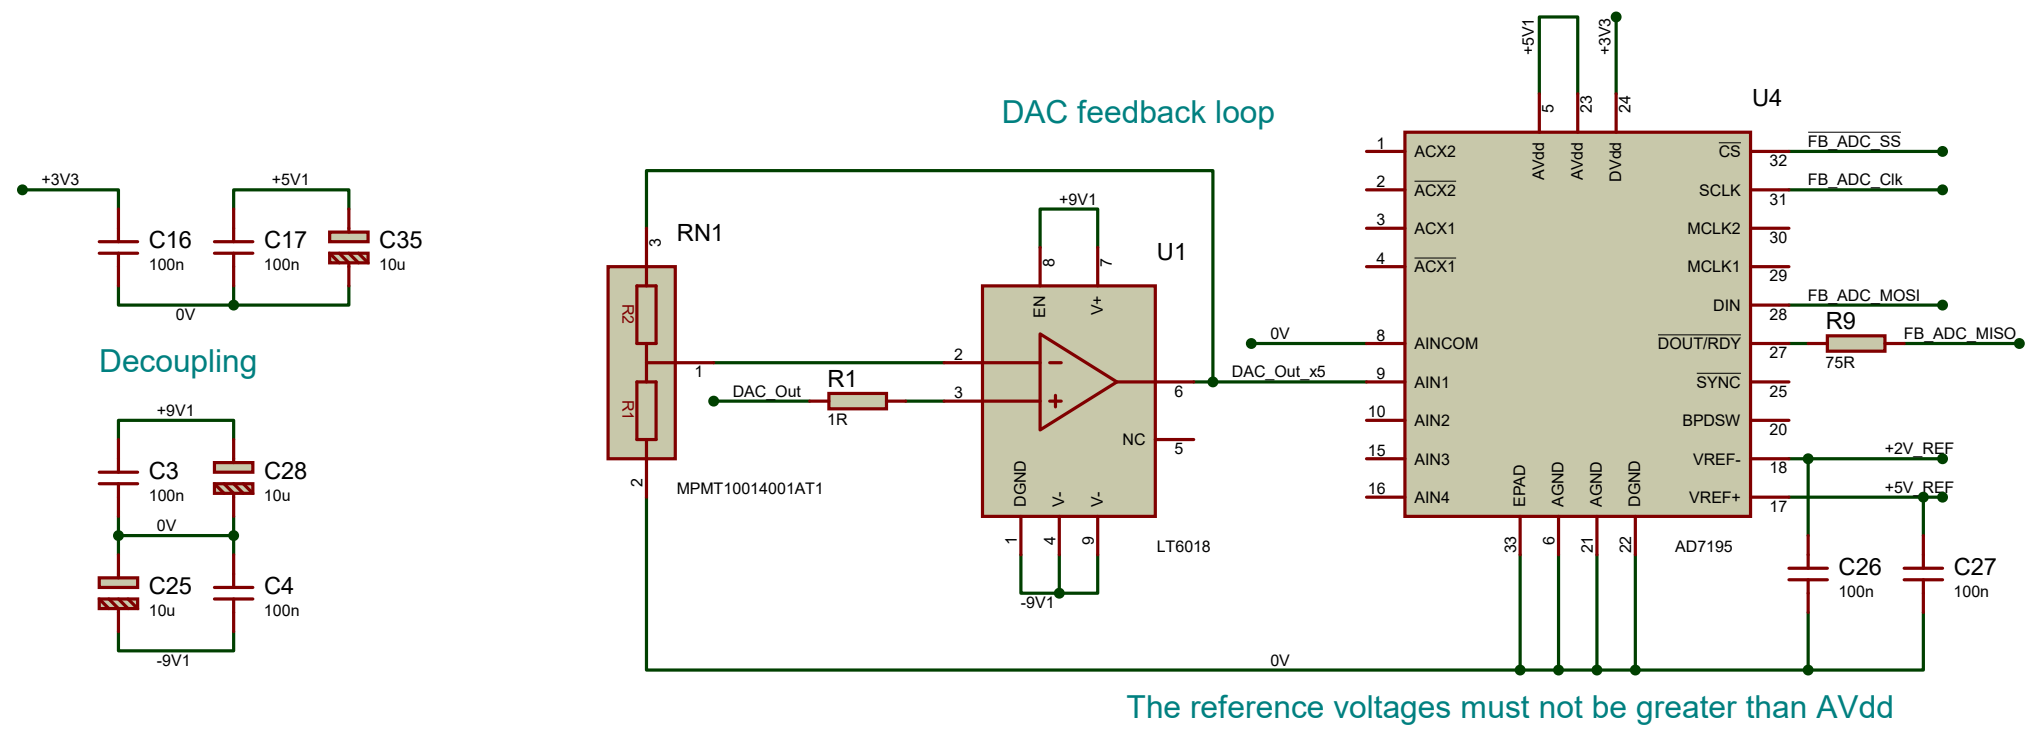 DAC feedback loop
+3V3
+5V1
C16
100n
C17
100n
C35
10u
0V
Decoupling
+9V1
C3
100n
C28
10u
0V
C25
10u
C4
100n
-9V1
RN1
3
R2
1
R1
2
MPMT10014001AT1
DAC_Out
R1
1R
+9V1
U1
8
7
EN
V+
2
3
6
NC
5
DGND
V-
V-
1
4
9
-9V1
LT6018
0V
DAC_Out_x5
+5V1
+3V3
5
23
24
U4
AVdd
AVdd
DVdd
1
ACX2
2
ACX2
3
ACX1
4
ACX1
8
AINCOM
9
AIN1
10
AIN2
15
AIN3
16
AIN4
CS
32
FB_ADC_SS
SCLK
31
FB_ADC_Clk
MCLK2
30
MCLK1
29
DIN
28
FB_ADC_MOSI
DOUT/RDY
27
R9
75R
FB_ADC_MISO
SYNC
25
BPDSW
20
VREF-
18
+2V_REF
VREF+
17
+5V_REF
EPAD
AGND
AGND
DGND
33
6
21
22
AD7195
C26
100n
C27
100n
0V
The reference voltages must not be greater than AVdd